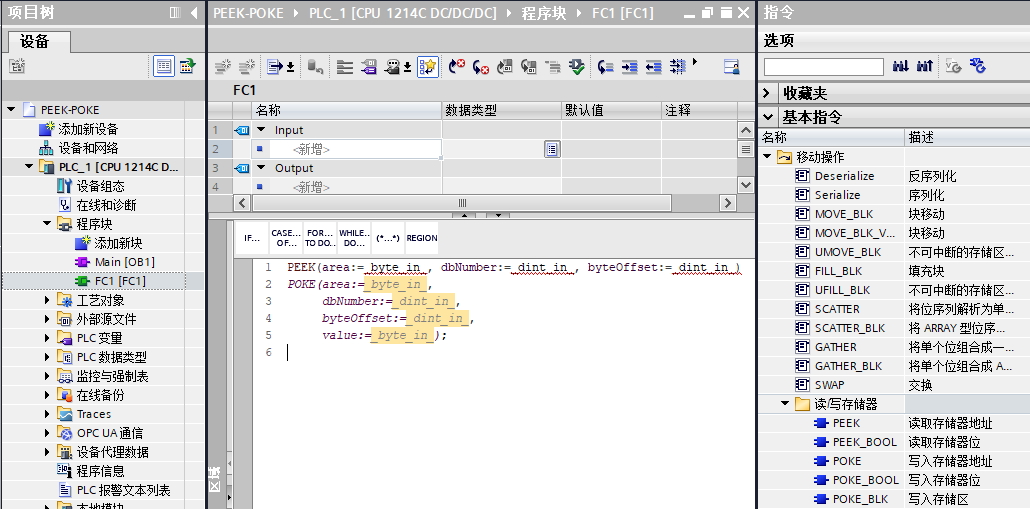 项目树
设备
PEEK-POKE
添加新设备
设备和网络
PLC_1 [CPU 1214C D...
设备组态
在线和诊断
程序块
添加新块
Main [OB1]
FC1 [FC1]
工艺对象
外部源文件
PLC 变量
PLC 数据类型
监控与强制表
在线备份
Traces
OPC UA 通信
设备代理数据
程序信息
PLC 报警文本列表
本地模块
PEEK-POKE PLC_1 [CPU 1214C DC/DC/DC] 程序块 FC1 [FC1]
FC1
名称 数据类型 默认值 注释
1 Input
2 <新增>
3 Output
4 <新增>
IF... CASE... OF... FOR... TO DO... WHILE... DO... (*...*) REGION
1 PEEK(area:=_byte_in_, dbNumber:=_dint_in_, byteOffset:=_dint_in_)
2 POKE(area:=_byte_in_,
3 dbNumber:=_dint_in_,
4 byteOffset:=_dint_in_,
5 value:=_byte_in_);
6
区域
指令
选项
收藏夹
基本指令
名称 描述
移动操作
Deserialize 反序列化
Serialize 序列化
MOVE_BLK 块移动
MOVE_BLK_V... 块移动
UMOVE_BLK 不可中断的存储区...
FILL_BLK 填充块
UFILL_BLK 不可中断的存储区...
SCATTER 将位序列解析为单...
SCATTER_BLK 将 ARRAY 型位序...
GATHER 将单个位组合成一...
GATHER_BLK 将单个位组合成 A...
SWAP 交换
读/写存储器
PEEK 读取存储器地址
PEEK_BOOL 读取存储器位
POKE 写入存储器地址
POKE_BOOL 写入存储器位
POKE_BLK 写入存储区